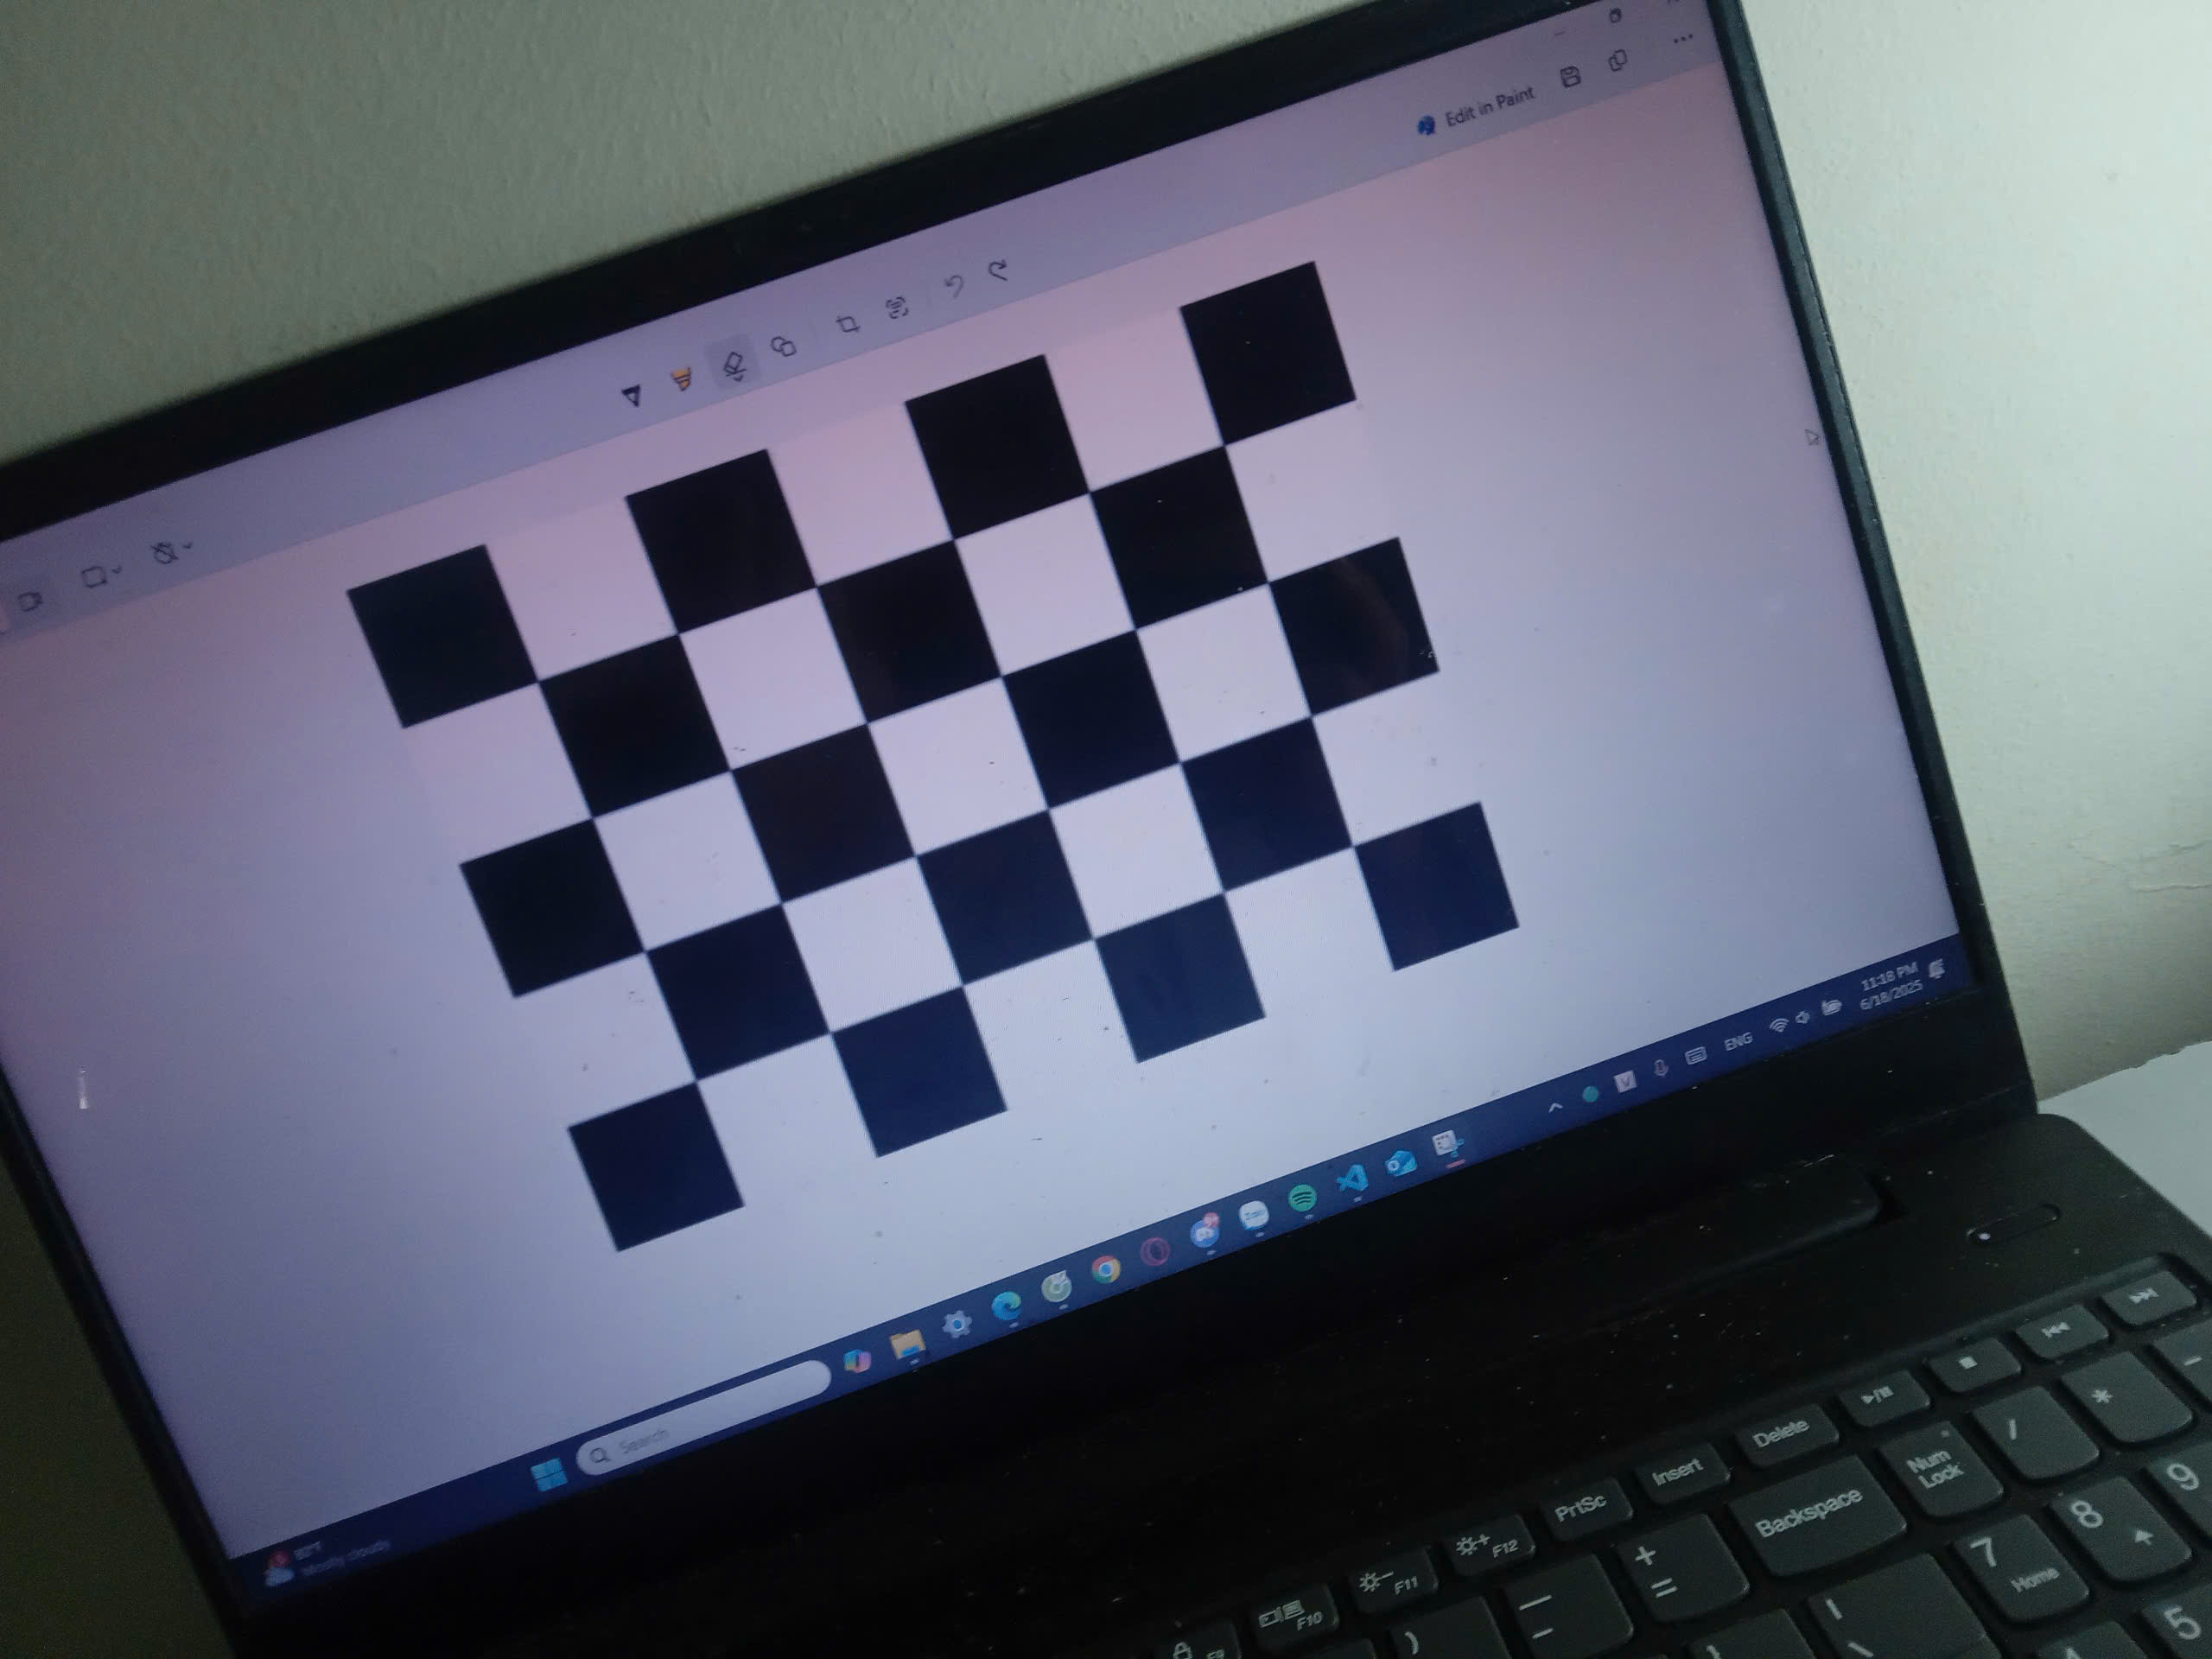 Edit in Paint
11:18 PM
ENG
6/18/2025
Search
80°F
Mostly cloudy
Delete
Insert
PrtSc
Num
Lock
Backspace
F12
F11
F10
F9
/
*
-
7
Home
8
9
5
+
=
)